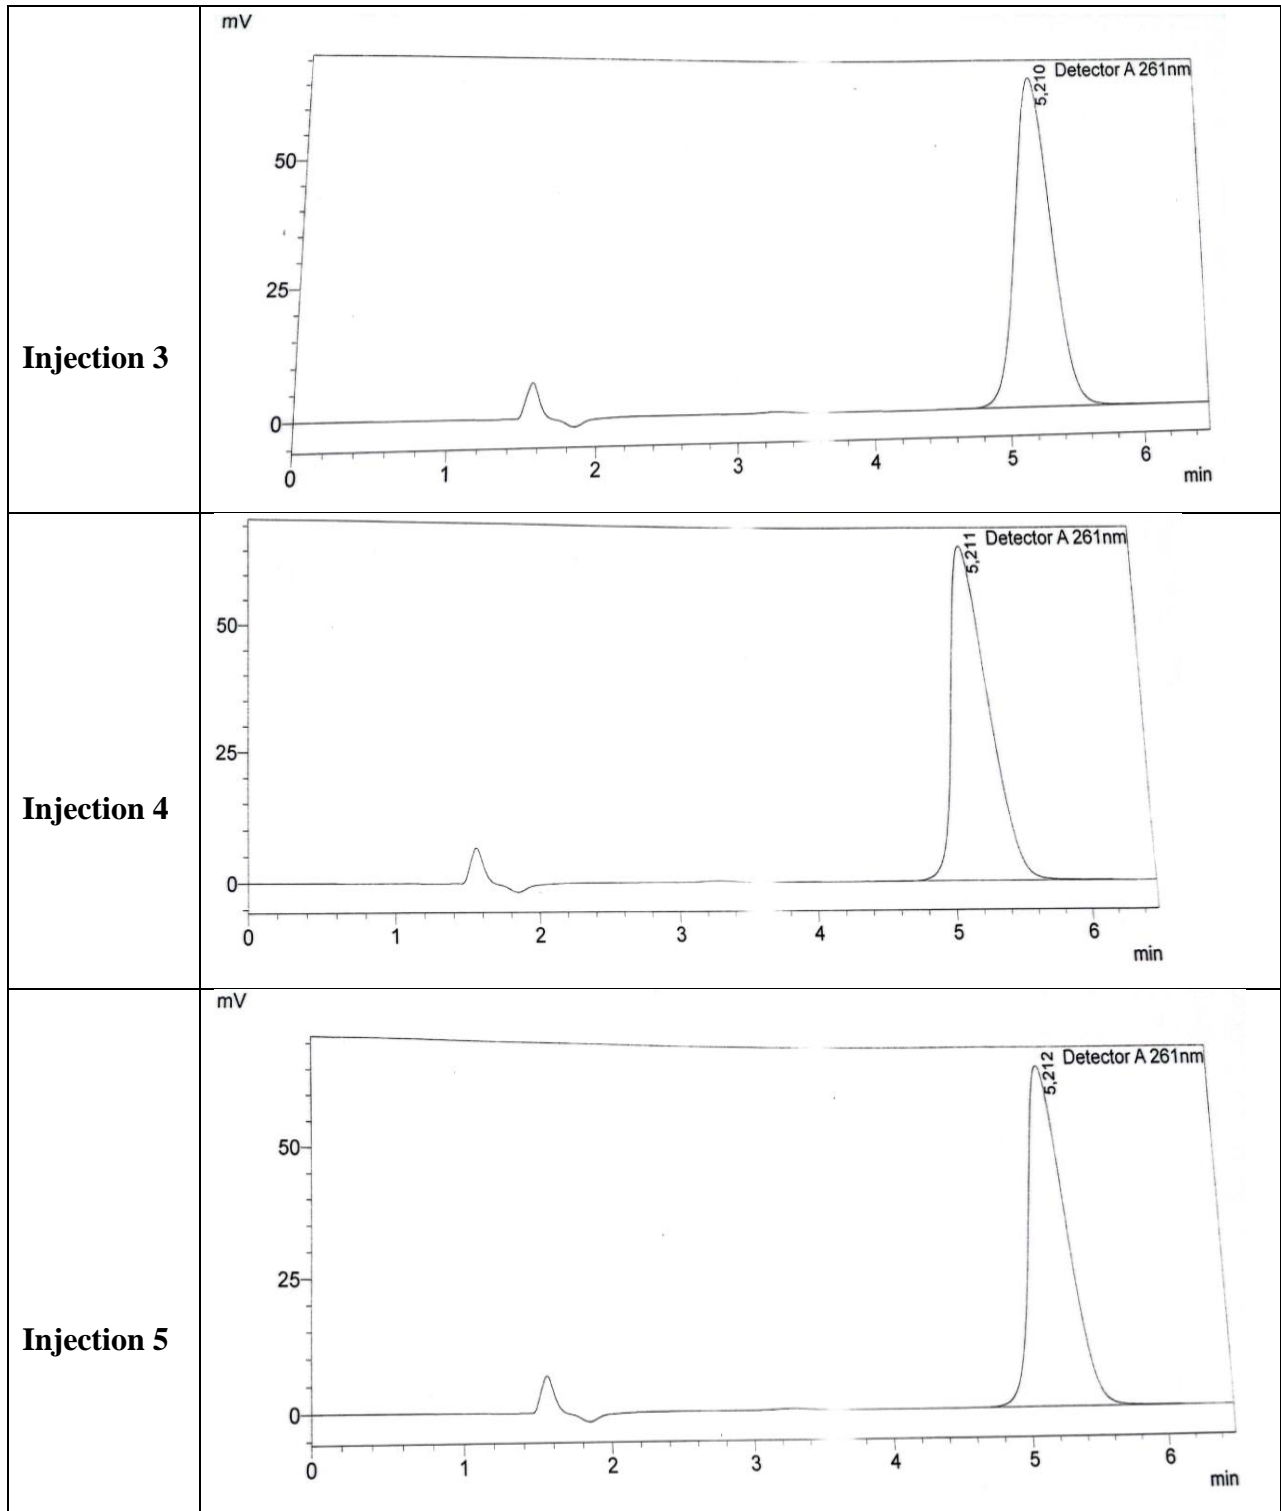 mV
5,210 Detector A 261nm
50
25
Injection 3
0
0 1 2 3 4 5 6
min
5,211 Detector A 261nm
50
25
Injection 4
0
0 1 2 3 4 5 6
min
mV
5,212 Detector A 261nm
50
25
Injection 5
0
0 1 2 3 4 5 6
min